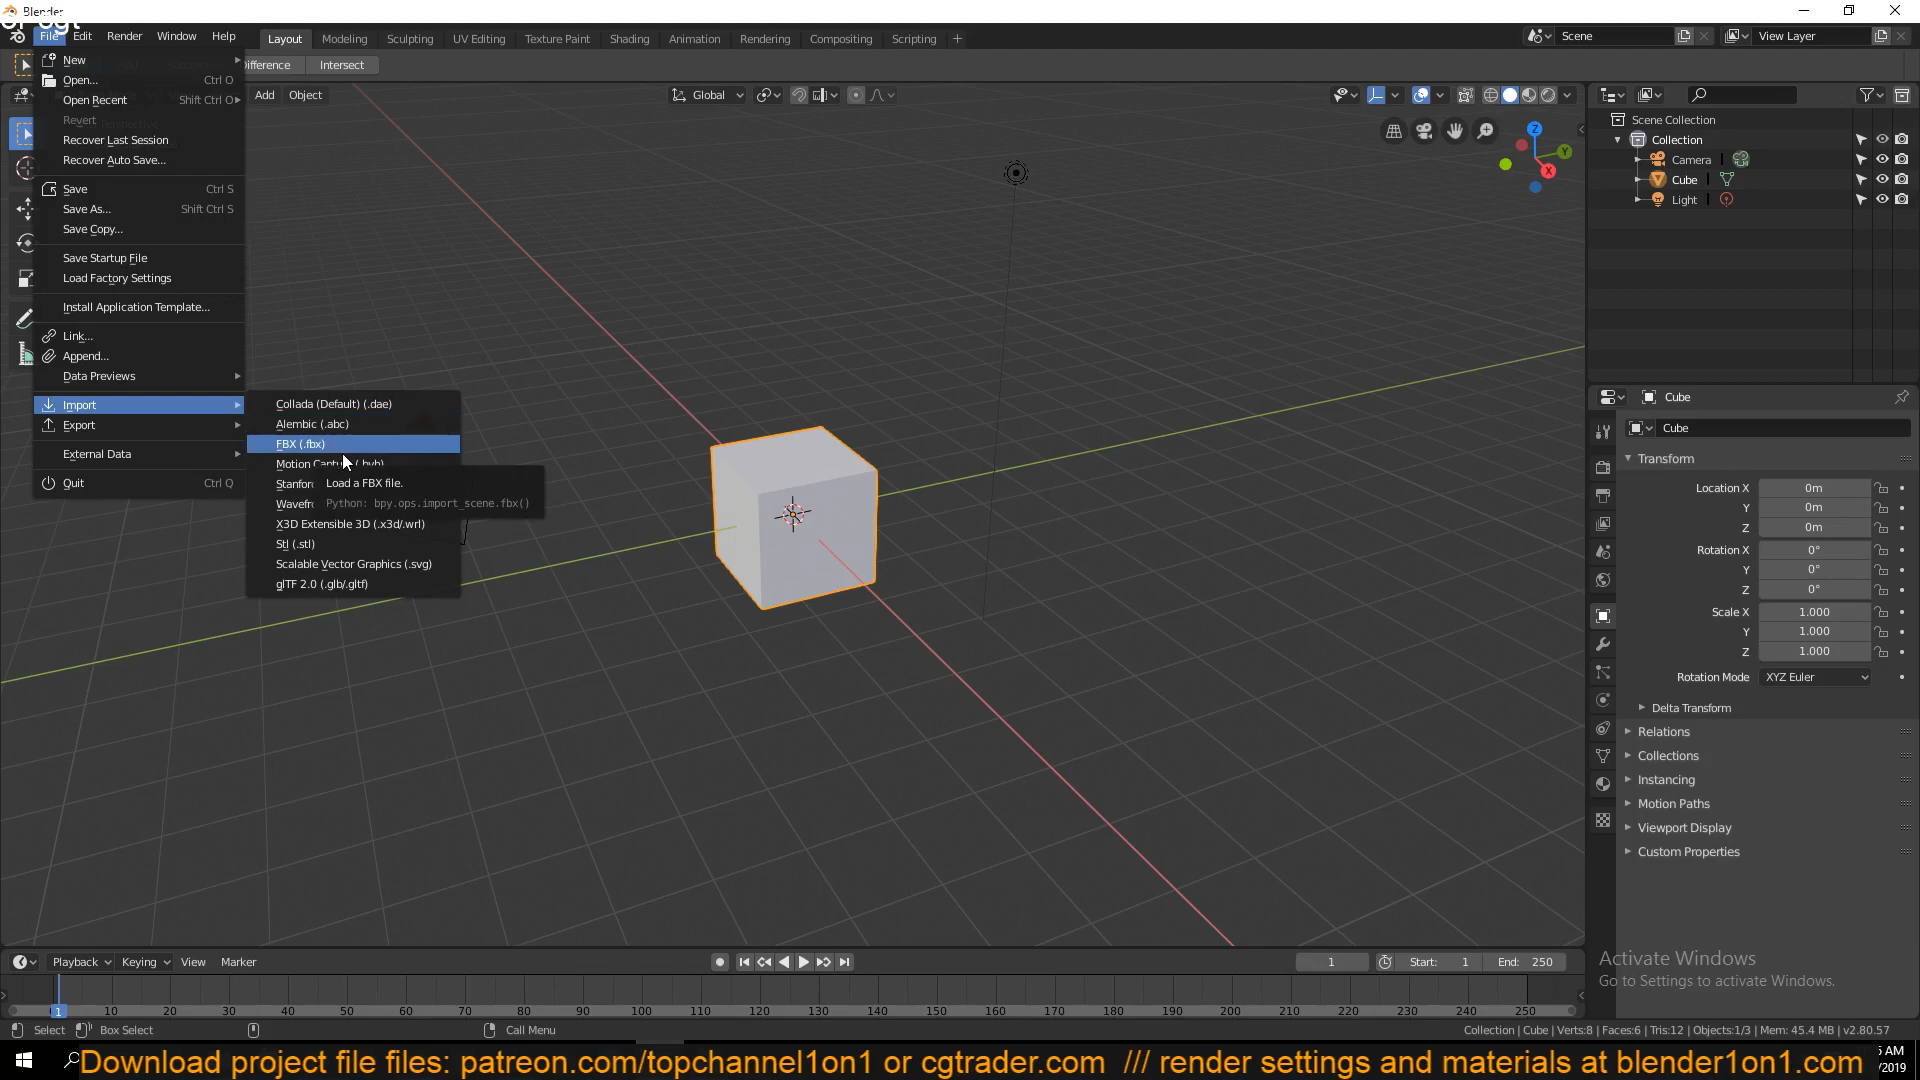 Blender
File Edit Render Window Help
Layout Modeling Sculpting UV Editing Texture Paint Shading Animation Rendering Compositing Scripting +
Scene
View Layer
Difference Intersect
Add Object
Global
New
Open... Ctrl O
Open Recent Shift Ctrl O
Revert
Recover Last Session
Recover Auto Save...
Save Ctrl S
Save As... Shift Ctrl S
Save Copy...
Save Startup File
Load Factory Settings
Install Application Template...
Link...
Append...
Data Previews
Import
Export
External Data
Quit Ctrl Q
Collada (Default) (.dae)
Alembic (.abc)
FBX (.fbx)
Motion (.bvh)
Load a FBX file.
Python: bpy.ops.import_scene.fbx()
X3D Extensible 3D (.x3d/.wrl)
Stl (.stl)
Scalable Vector Graphics (.svg)
glTF 2.0 (.glb/.gltf)
Z
Y
X
Scene Collection
Collection
Camera
Cube
Light
Cube
Cube
Transform
Location X 0m
Y 0m
Z 0m
Rotation X 0°
Y 0°
Z 0°
Scale X 1.000
Y 1.000
Z 1.000
Rotation Mode XYZ Euler
Delta Transform
Relations
Collections
Instancing
Motion Paths
Viewport Display
Custom Properties
Activate Windows
Go to Settings to activate Windows.
Playback Keying View Marker
1
Start: 1
End: 250
1 10 20 30 40 50 60 70 80 90 100 110 120 130 140 150 160 170 180 190 200 210 220 230 240 250
Select Box Select Call Menu
Collection | Cube | Verts:8 | Faces:6 | Tris:12 | Objects:1/3 | Mem: 45.4 MB | v2.80.57
Download project file files: patreon.com/topchannel1on1 or cgtrader.com /// render settings and materials at blender1on1.com
AM
/2019